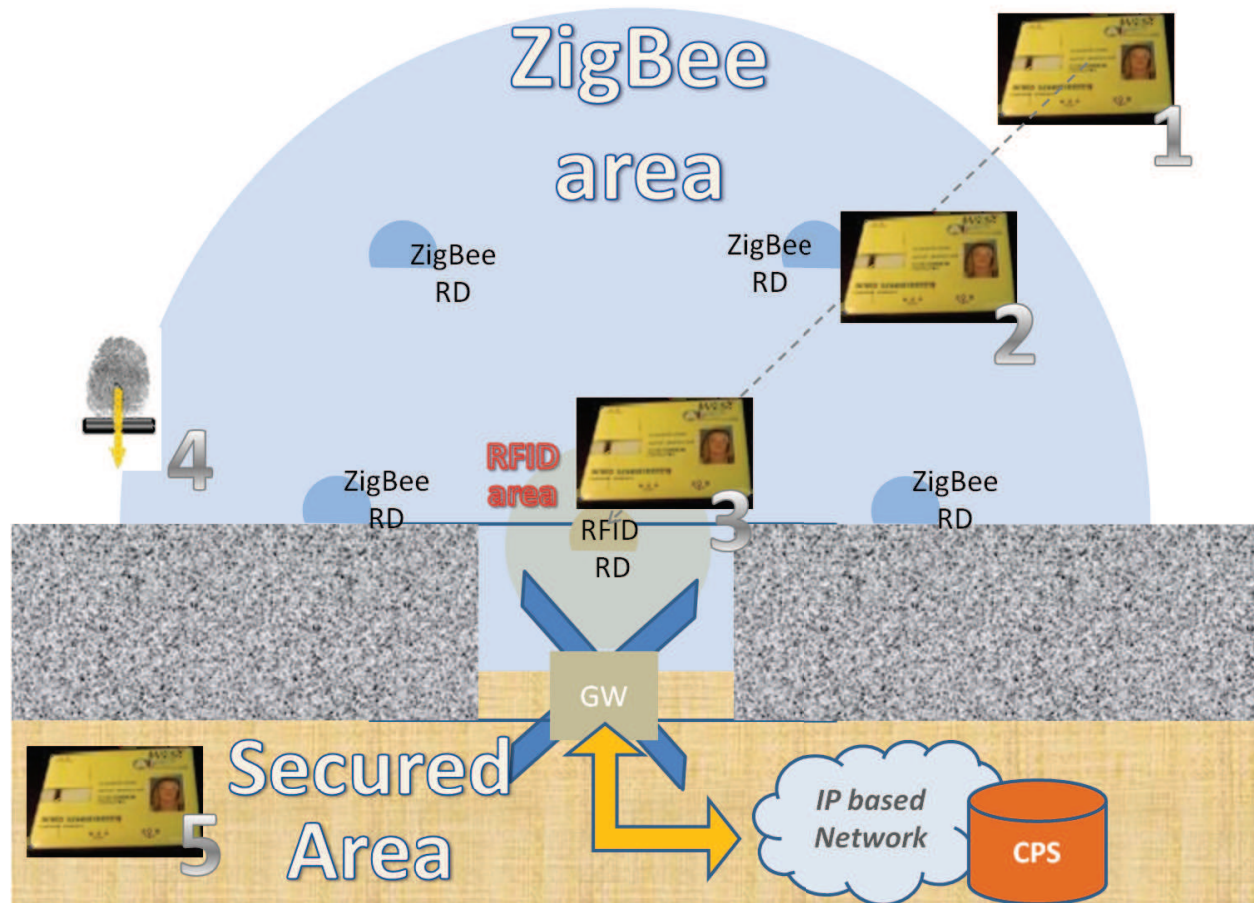 ZigBee
area
1
ZigBee
RD
ZigBee
RD
2
4
RFID
area
3
ZigBee
RD
ZigBee
RD
RFID
RD
GW
Secured
Area
5
IP based
Network
CPS